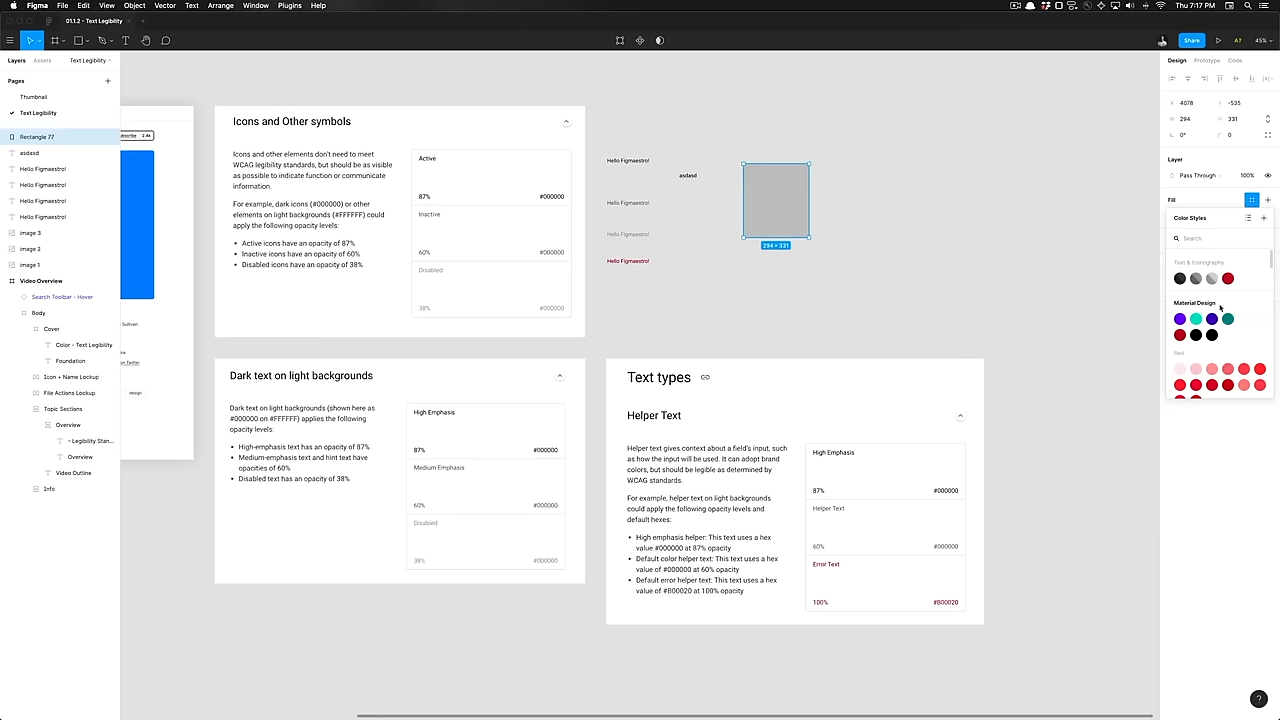 Figma File Edit View Object Vector Text Arrange Window Plugins Help
Thu 7:17 PM
01.1.2 - Text Legibility
Share
A?
45%
Layers Assets Text Legibility
Pages
Thumbnail
Text Legibility
Rectangle 77
asdasd
Hello Figmaestro!
Hello Figmaestro!
Hello Figmaestro!
Hello Figmaestro!
image 3
image 2
image 1
Video Overview
Search Toolbar - Hover
Body
Cover
Color - Text Legibility
Foundation
Icon + Name Lockup
File Actions Lockup
Topic Sections
Overview
- Legibility Stan...
Overview
Video Outline
Info
2.4k
Sullivan
Twitter
design
Icons and Other symbols
Icons and other elements don't need to meet
WCAG legibility standards, but should be as visible
as possible to indicate function or communicate
information.
For example, dark icons (#000000) or other
elements on light backgrounds (#FFFFFF) could
apply the following opacity levels:
• Active icons have an opacity of 87%
• Inactive icons have an opacity of 60%
• Disabled icons have an opacity of 38%
Active
87% #000000
Inactive
60% #000000
Disabled
38% #000000
Dark text on light backgrounds
Dark text on light backgrounds (shown here as
#000000 on #FFFFFF) applies the following
opacity levels:
• High-emphasis text has an opacity of 87%
• Medium-emphasis text and hint text have
opacities of 60%
• Disabled text has an opacity of 38%
High Emphasis
87% #000000
Medium Emphasis
60% #000000
Disabled
38% #000000
Hello Figmaestro!
asdasd
Hello Figmaestro!
Hello Figmaestro!
Hello Figmaestro!
294 × 331
Text types
Helper Text
Helper text gives context about a field's input, such
as how the input will be used. It can adopt brand
colors, but should be legible as determined by
WCAG standards.
For example, helper text on light backgrounds
could apply the following opacity levels and
default hexes:
• High emphasis helper: This text uses a hex
value #000000 at 87% opacity
• Default color helper text: This text uses a hex
value of #000000 at 60% opacity
• Default error helper text: This text uses a hex
value of #B00020 at 100% opacity
High Emphasis
87% #000000
Helper Text
60% #000000
Error Text
100% #B00020
Design Prototype Code
X 4078 Y -535
W 294 H 331
0° 0
Layer
Pass Through 100%
Fill
Color Styles
Search
Text & Iconography
Material Design
Red
?